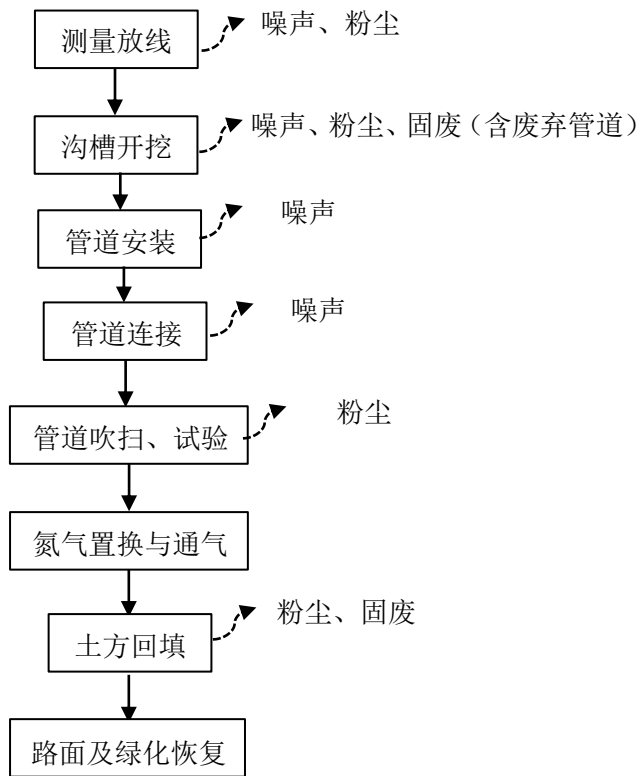 测量放线
噪声、粉尘
沟槽开挖
噪声、粉尘、固废（含废弃管道）
管道安装
噪声
管道连接
噪声
管道吹扫、试验
粉尘
氮气置换与通气
土方回填
粉尘、固废
路面及绿化恢复